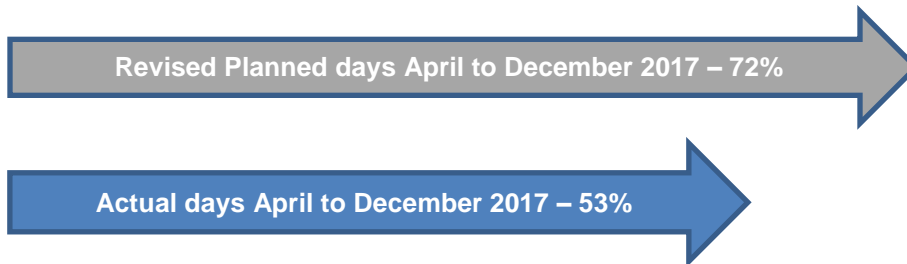 Revised Planned days April to December 2017 – 72%
Actual days April to December 2017 – 53%